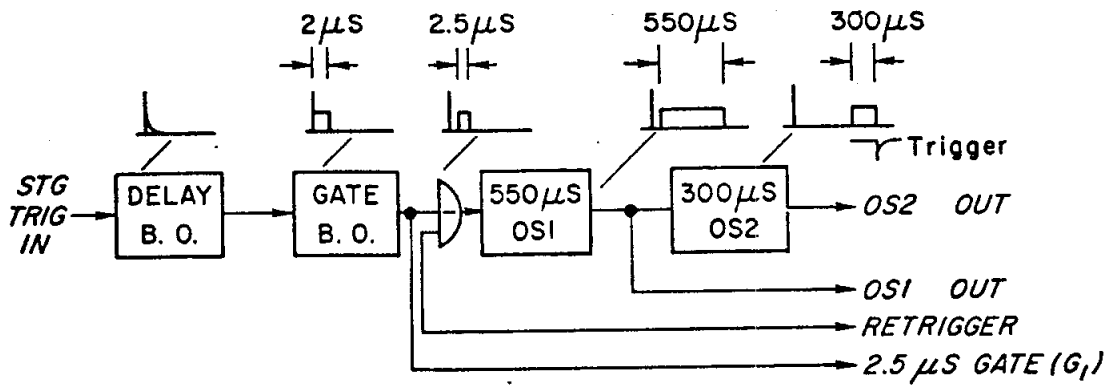 2μS 2.5μS 550μS 300μS
Trigger
STG
TRIG
IN
DELAY
B. O.
GATE
B. O.
550μS
OS1
300μS
OS2
OS2 OUT
OS1 OUT
RETRIGGER
2.5 μS GATE (G₁)